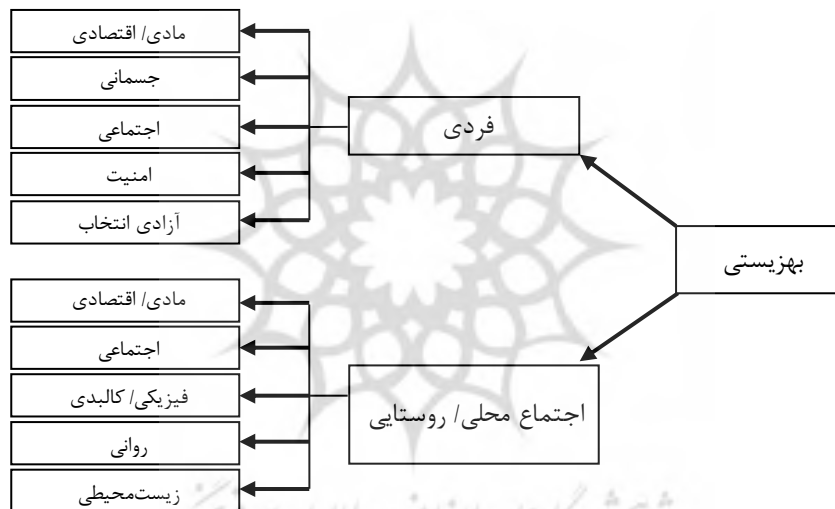 بهزیستی
فردی
مادی/ اقتصادی
جسمانی
اجتماعی
امنیت
آزادی انتخاب
اجتماع محلی/ روستایی
مادی/ اقتصادی
اجتماعی
فیزیکی/ کالبدی
روانی
زیست‌محیطی